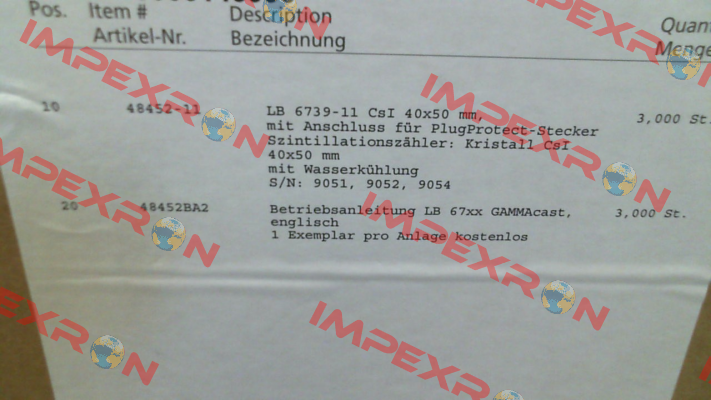 Pos. Item # Description Quant
Artikel-Nr. Bezeichnung Menge
10 48452-11 LB 6739-11 CsI 40x50 mm, 3,000 St.
mit Anschluss für PlugProtect-Stecker
Szintillationszähler: Kristall CsI
40x50 mm
mit Wasserkühlung
S/N: 9051, 9052, 9054
20 48452BA2 Betriebsanleitung LB 67xx GAMMAcast, 3,000 St.
englisch
1 Exemplar pro Anlage kostenlos
IMPEXRON
IMPEXRON
IMPEXRON
IMPEXRON
IMPEXRON
IMPEXRON
IMPEXRON